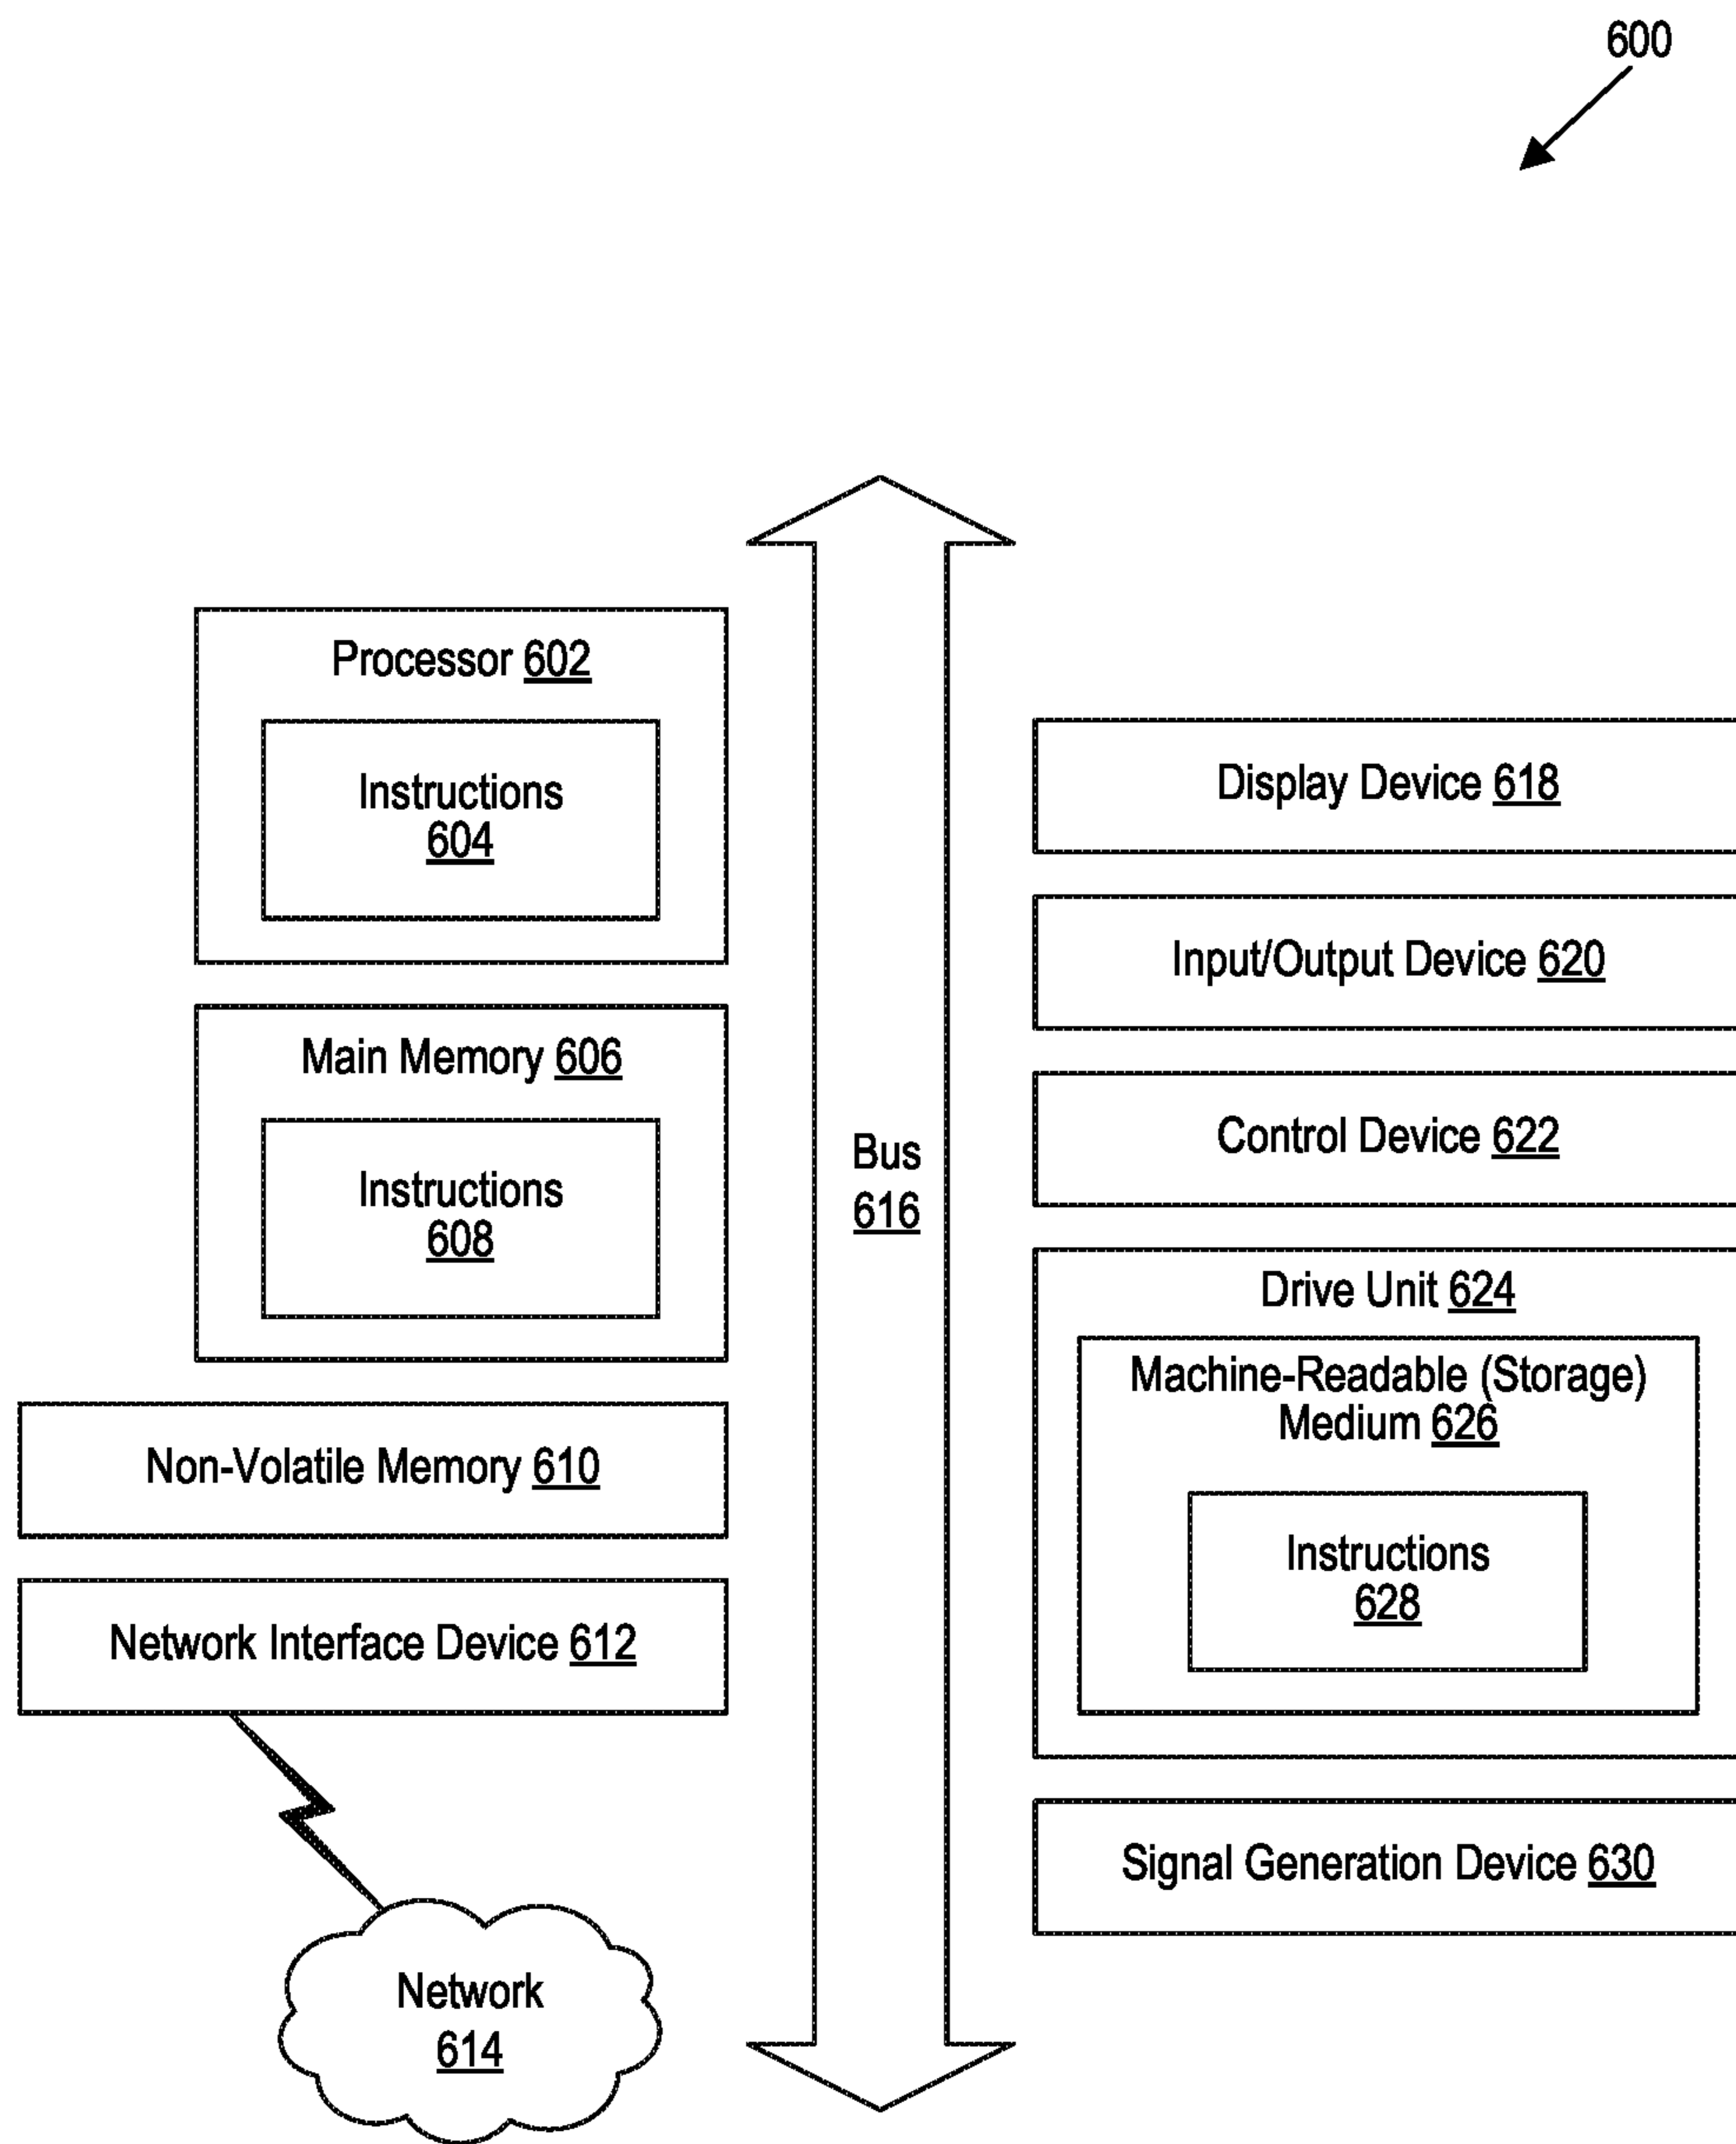 600
Processor 602
Instructions
604
Main Memory 606
Instructions
608
Non-Volatile Memory 610
Network Interface Device 612
Network
614
Bus
616
Display Device 618
Input/Output Device 620
Control Device 622
Drive Unit 624
Machine-Readable (Storage)
Medium 626
Instructions
628
Signal Generation Device 630